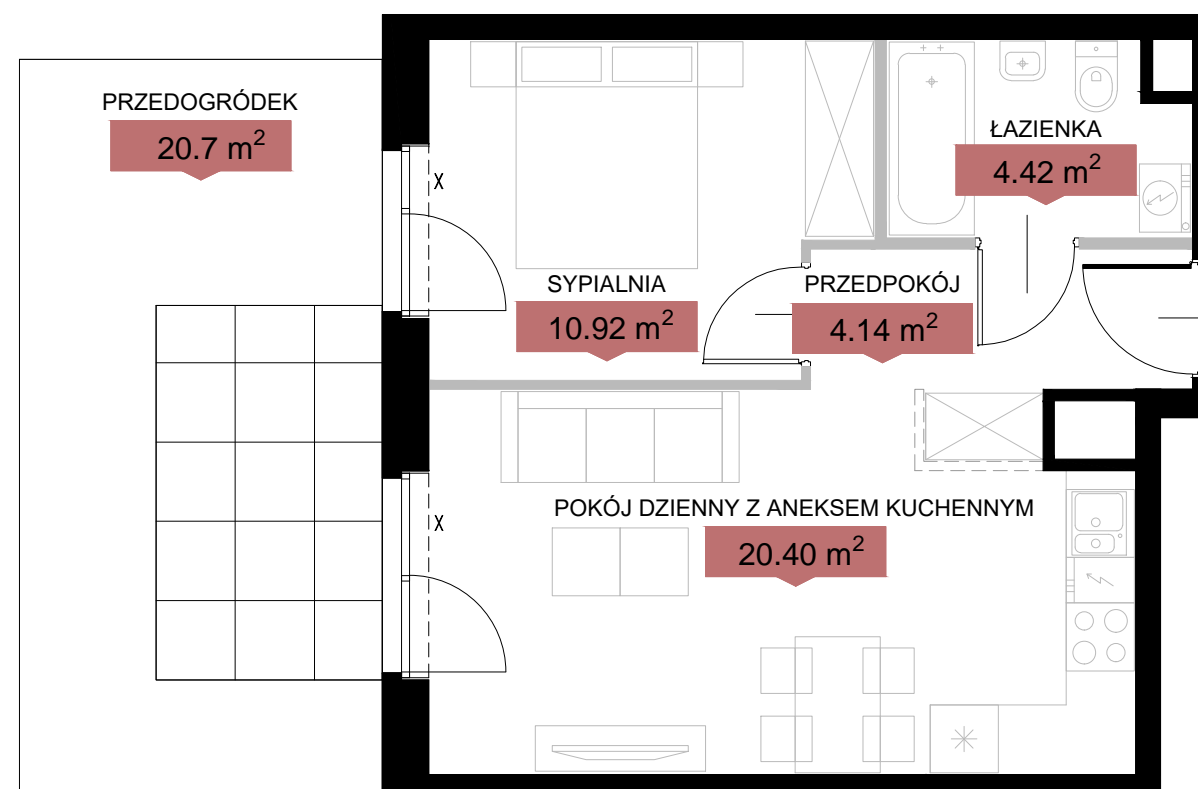 PRZEDOGRÓDEK
20.7 m²
ŁAZIENKA
4.42 m²
SYPIALNIA
10.92 m²
PRZEDPOKÓJ
4.14 m²
POKÓJ DZIENNY Z ANEKSEM KUCHENNYM
20.40 m²
X
X